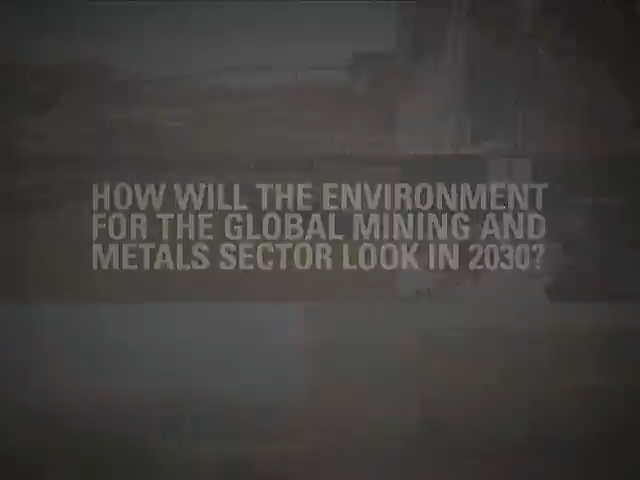 HOW WILL THE ENVIRONMENT
FOR THE GLOBAL MINING AND
METALS SECTOR LOOK IN 2030?